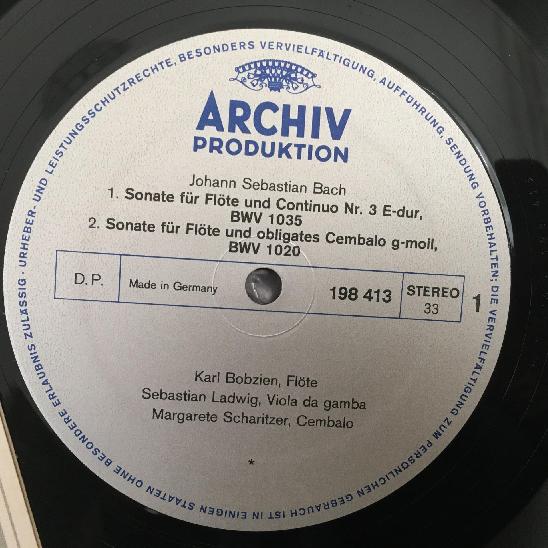 ARCHIV
PRODUKTION
Johann Sebastian Bach
1. Sonate für Flöte und Continuo Nr. 3 E-dur,
BWV 1035
2. Sonate für Flöte und obligates Cembalo g-moll,
BWV 1020
D.P.
Made in Germany
198 413
STEREO
33
1
Karl Bobzien, Flöte
Sebastian Ladwig, Viola da gamba
Margarete Scharitzer, Cembalo
*
URHEBER- UND LEISTUNGSSCHUTZRECHTE, BESONDERS VERVIELFÄLTIGUNG, AUFFÜHRUNG, SENDUNG VORBEHALTEN; DIE VERVIELFÄLTIGUNG ZUM PERSÖNLICHEN GEBRAUCH IST IN EINIGEN STAATEN OHNE BESONDERE ERLAUBNIS ZULÄSSIG ·